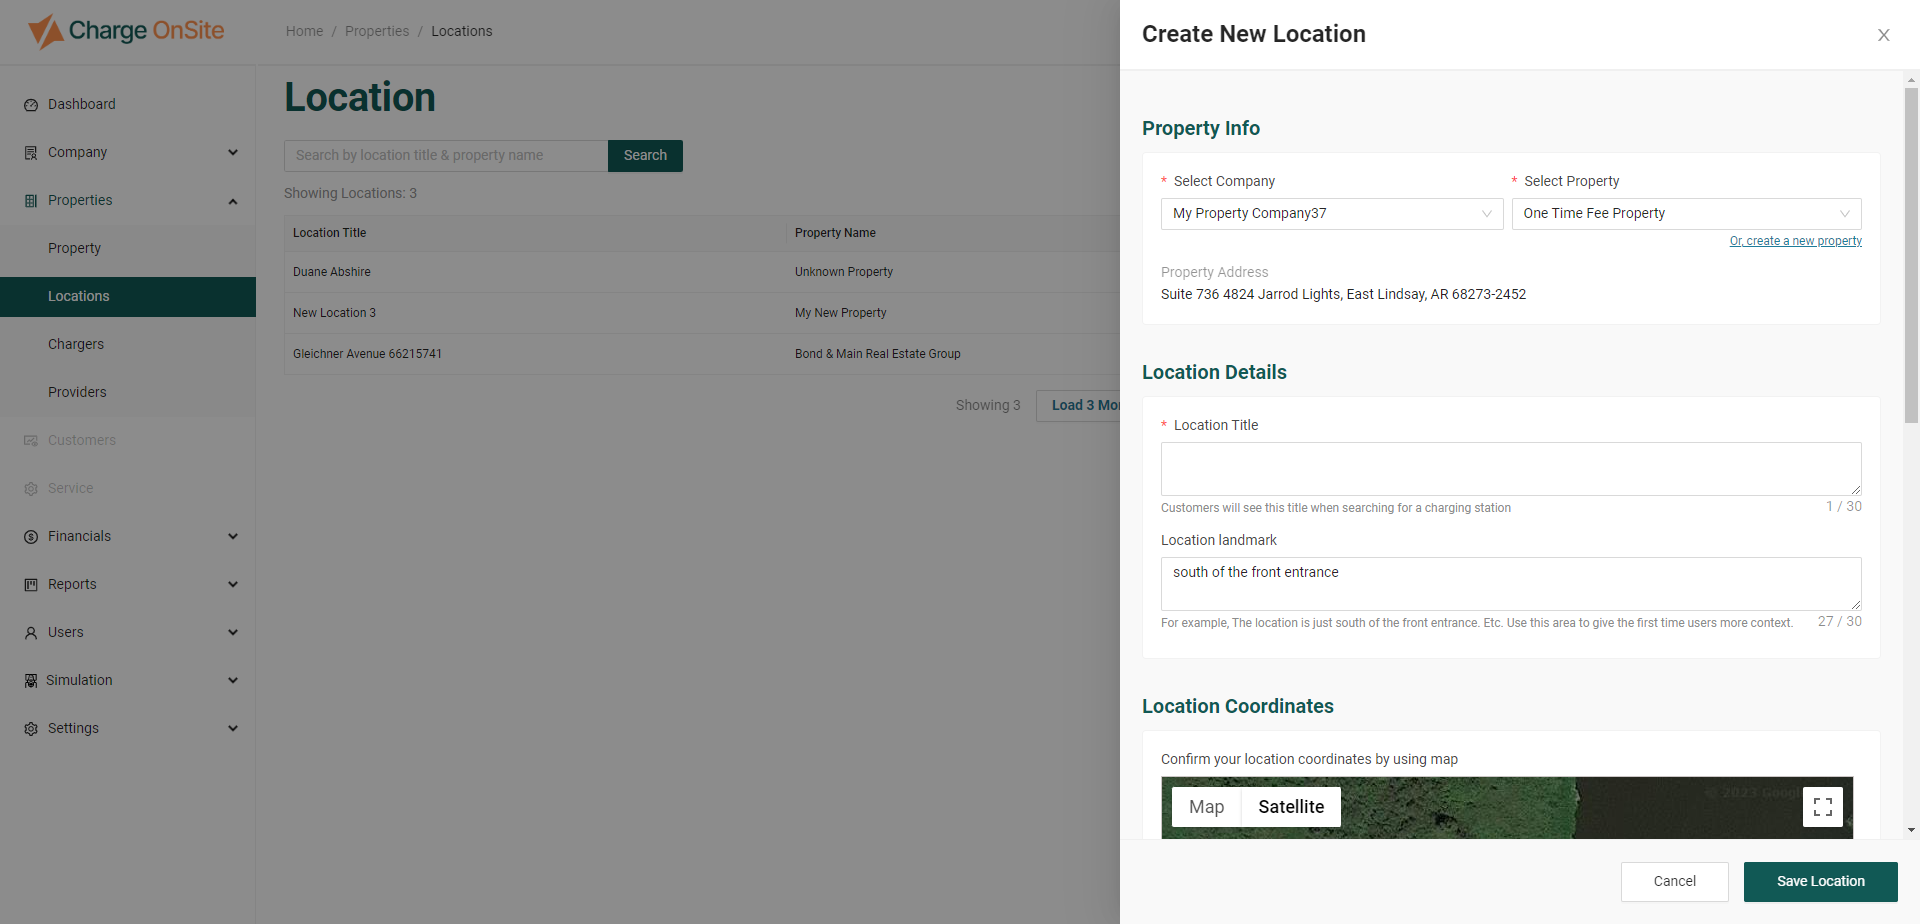 Charge OnSite
Home / Properties / Locations
Dashboard
Company
Properties
Property
Locations
Chargers
Providers
Customers
Service
Financials
Reports
Users
Simulation
Settings
Location
Search by location title & property name
Search
Showing Locations: 3
Location Title Property Name
Duane Abshire Unknown Property
New Location 3 My New Property
Gleichner Avenue 66215741 Bond & Main Real Estate Group
Showing 3 Load 3 Mor
Create New Location
Property Info
* Select Company * Select Property
My Property Company37 One Time Fee Property
Or, create a new property
Property Address
Suite 736 4824 Jarrod Lights, East Lindsay, AR 68273-2452
Location Details
* Location Title
Customers will see this title when searching for a charging station 1 / 30
Location landmark
south of the front entrance
For example, The location is just south of the front entrance. Etc. Use this area to give the first time users more context. 27 / 30
Location Coordinates
Confirm your location coordinates by using map
Map Satellite
© 2023 Googl
Cancel Save Location